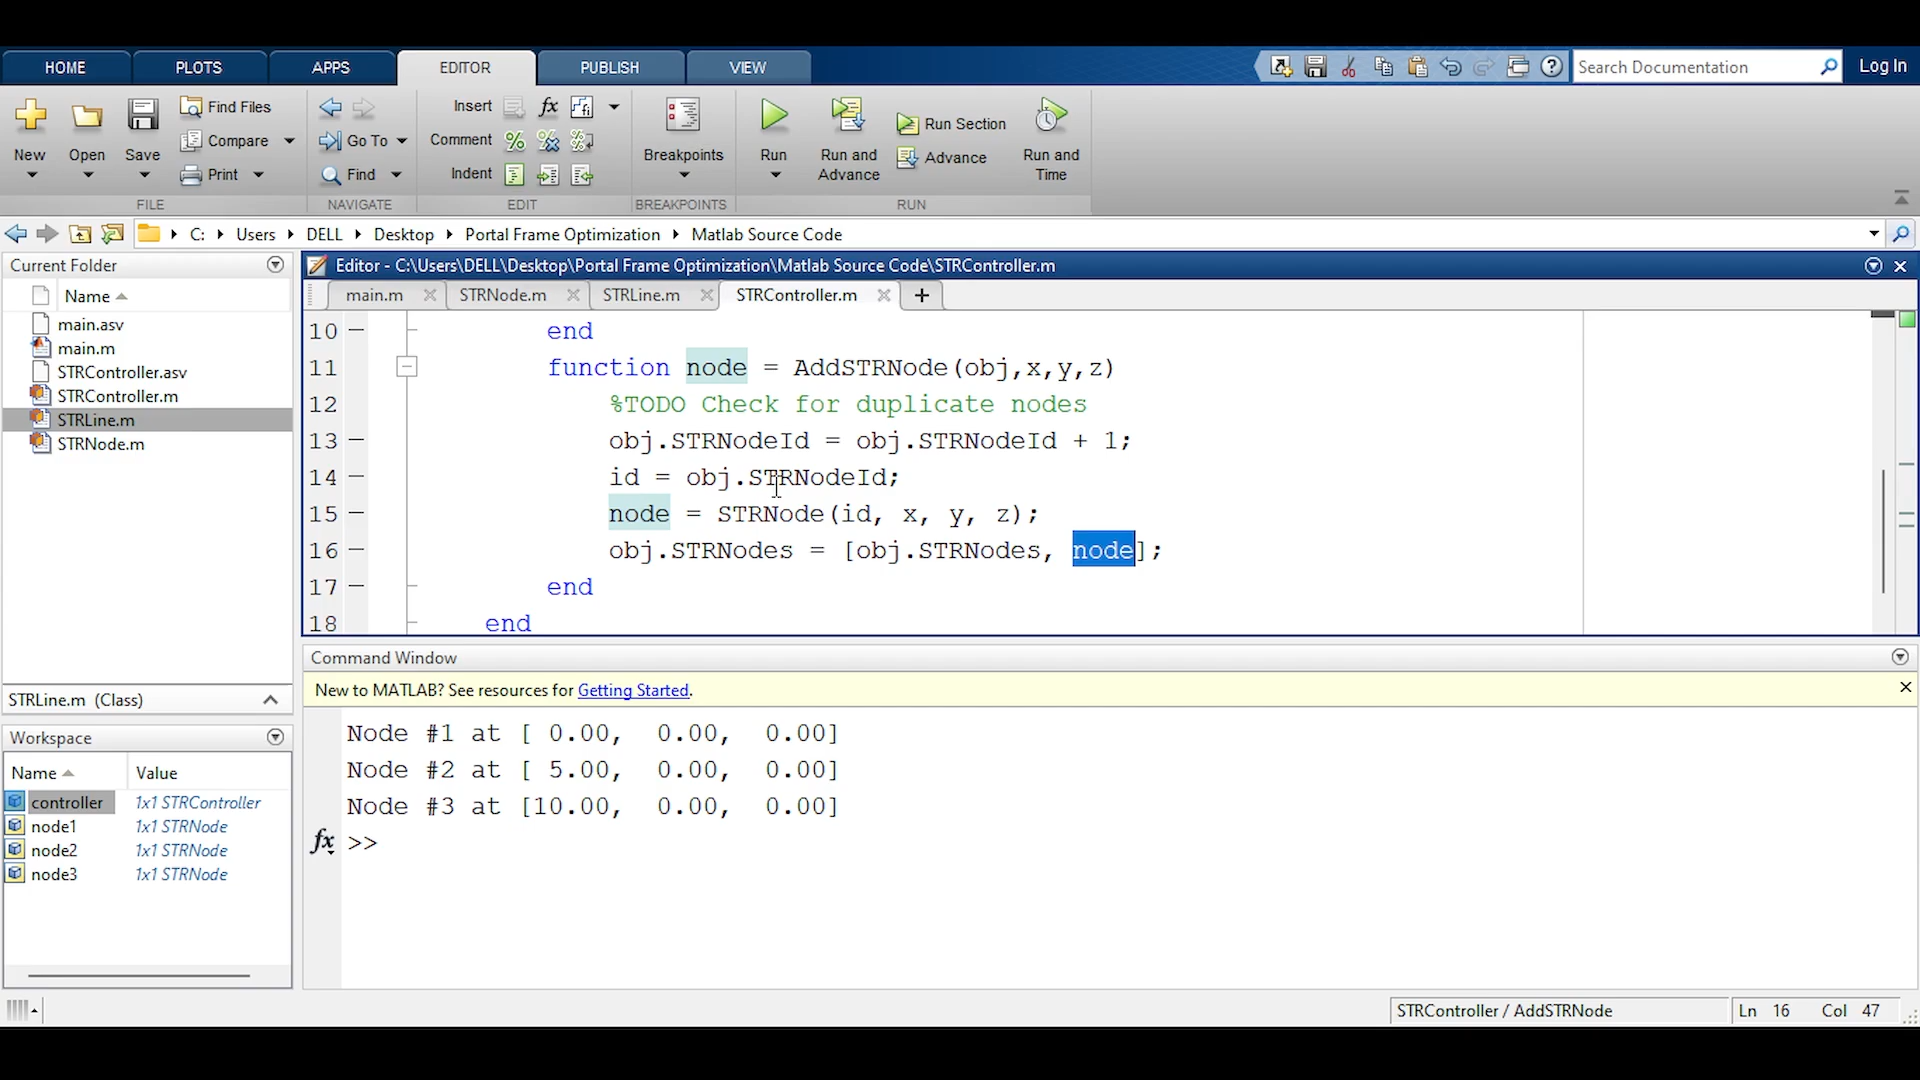 HOME PLOTS APPS EDITOR PUBLISH VIEW Search Documentation Log In
New Open Save Find Files Compare Print
FILE
Go To Find
NAVIGATE
Insert fx
Comment
Indent
EDIT
Breakpoints
BREAKPOINTS
Run Run and Advance Run Section Advance Run and Time
RUN
C: Users DELL Desktop Portal Frame Optimization Matlab Source Code
Current Folder
Name
main.asv
main.m
STRController.asv
STRController.m
STRLine.m
STRNode.m
STRLine.m (Class)
Workspace
Name Value
controller 1x1 STRController
node1 1x1 STRNode
node2 1x1 STRNode
node3 1x1 STRNode
Editor - C:\Users\DELL\Desktop\Portal Frame Optimization\Matlab Source Code\STRController.m
main.m STRNode.m STRLine.m STRController.m
10 end
11 function node = AddSTRNode(obj,x,y,z)
12 %TODO Check for duplicate nodes
13 obj.STRNodeId = obj.STRNodeId + 1;
14 id = obj.STRNodeId;
15 node = STRNode(id, x, y, z);
16 obj.STRNodes = [obj.STRNodes, node];
17 end
18 end
Command Window
New to MATLAB? See resources for Getting Started.
Node #1 at [ 0.00, 0.00, 0.00]
Node #2 at [ 5.00, 0.00, 0.00]
Node #3 at [10.00, 0.00, 0.00]
fx >>
STRController / AddSTRNode Ln 16 Col 47